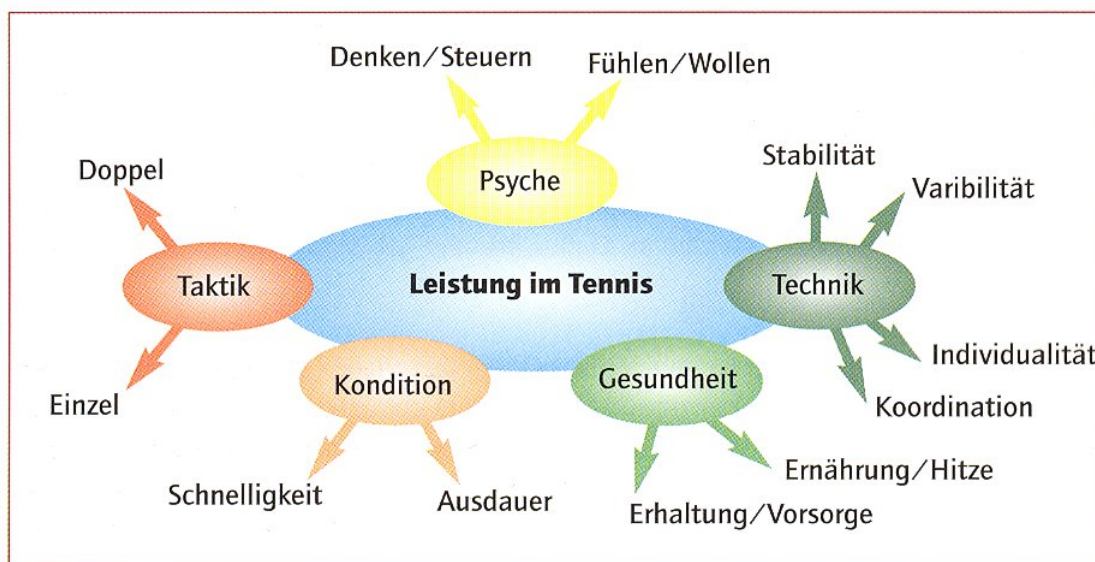 Denken/Steuern
Fühlen/Wollen
Stabilität
Doppel
Psyche
Varibilität
Taktik
Leistung im Tennis
Technik
Individualität
Kondition
Gesundheit
Einzel
Koordination
Ernährung/Hitze
Schnelligkeit
Ausdauer
Erhaltung/Vorsorge